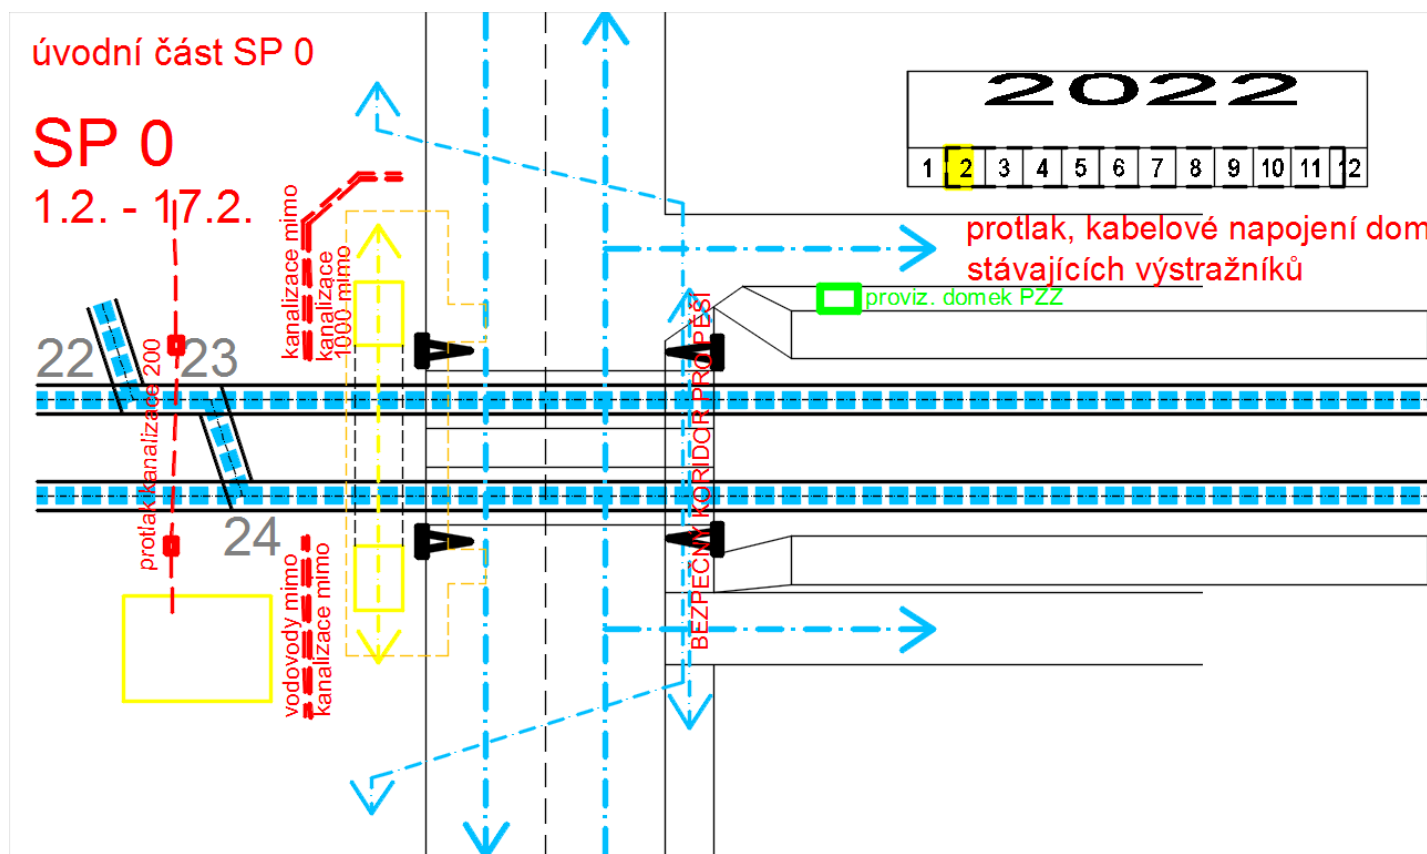 úvodní část SP 0
SP 0
1.2. - 17.2.
2022
1 2 3 4 5 6 7 8 9 10 11 12
protlak, kabelové napojení dom
stávajících výstražníků
proviz. domek PZZ
kanalizace mimo
kanalizace
1000 mimo
22
23
24
protlak kanalizace 200
BEZPEČNÝ KORIDOR PRO PĚŠÍ
vodovody mimo
kanalizace mimo